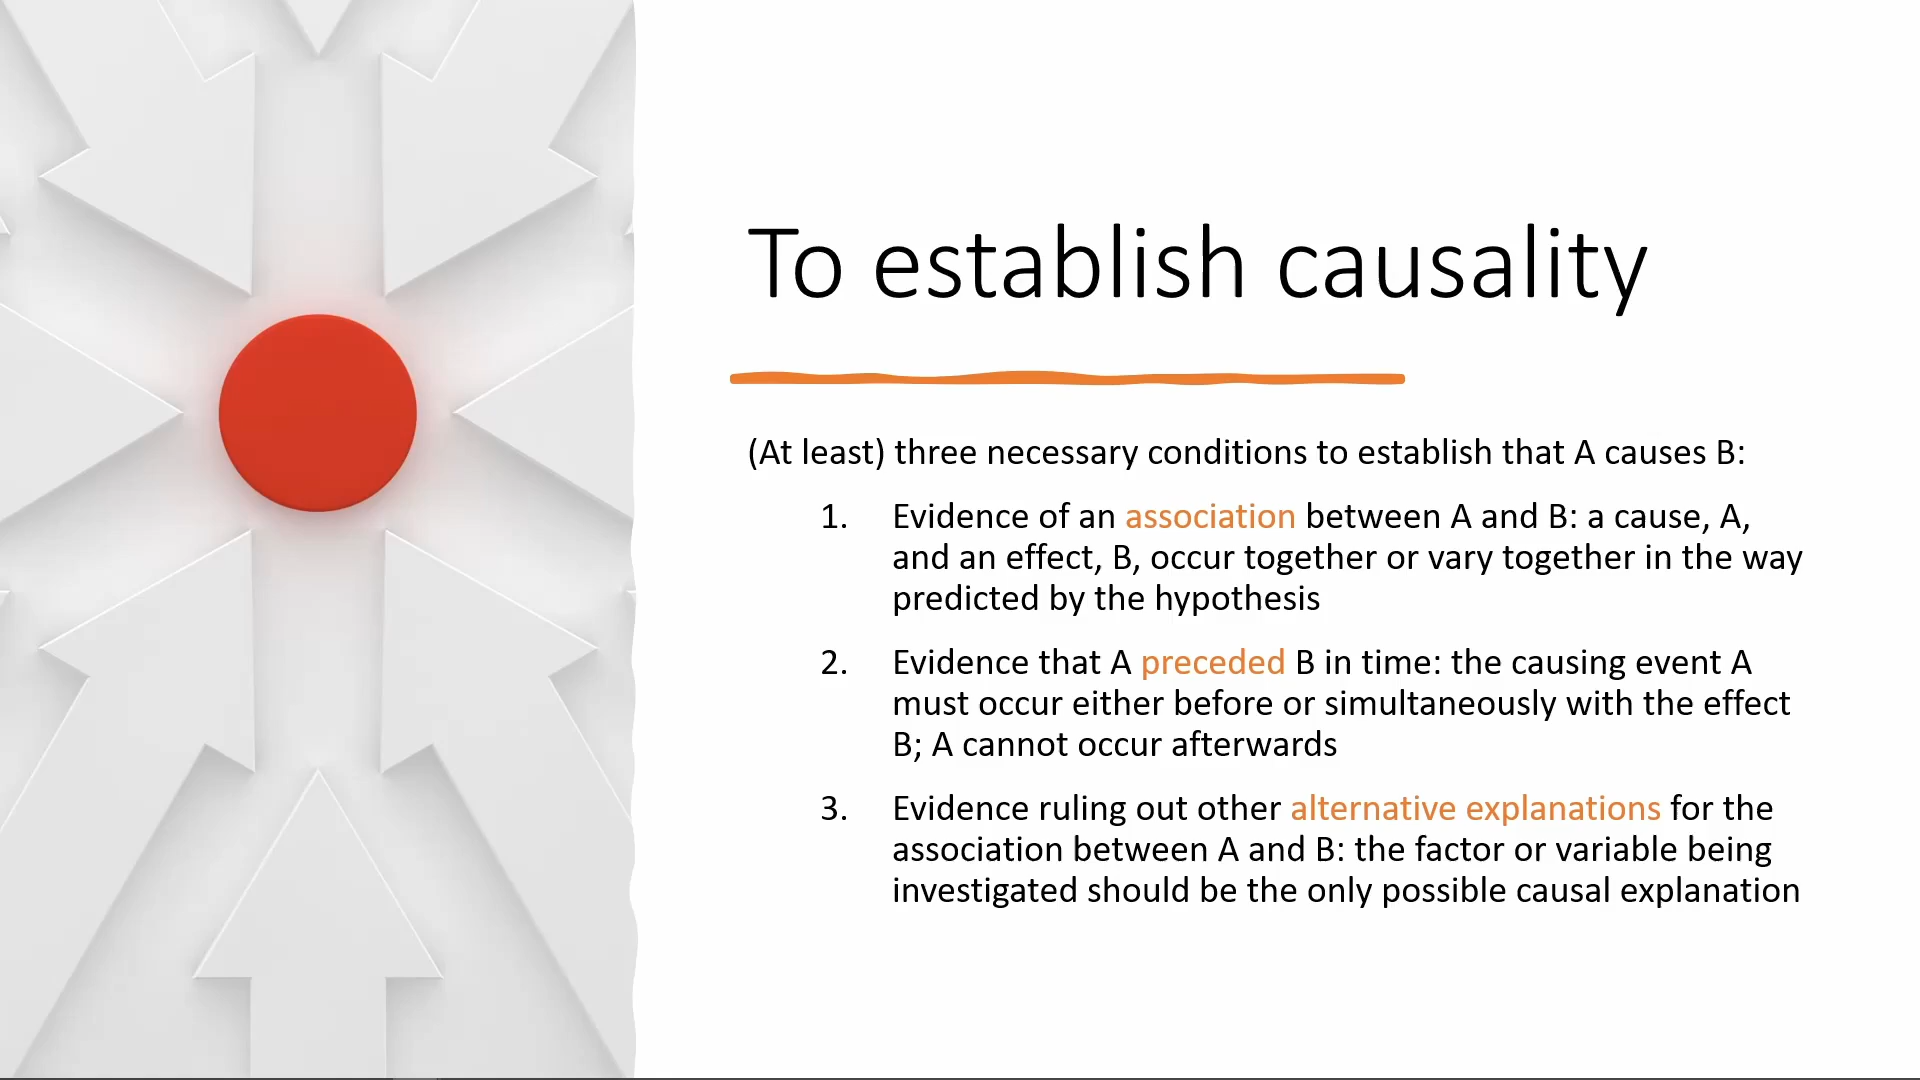 To establish causality
(At least) three necessary conditions to establish that A causes B:
1. Evidence of an association between A and B: a cause, A,
and an effect, B, occur together or vary together in the way
predicted by the hypothesis
2. Evidence that A preceded B in time: the causing event A
must occur either before or simultaneously with the effect
B; A cannot occur afterwards
3. Evidence ruling out other alternative explanations for the
association between A and B: the factor or variable being
investigated should be the only possible causal explanation